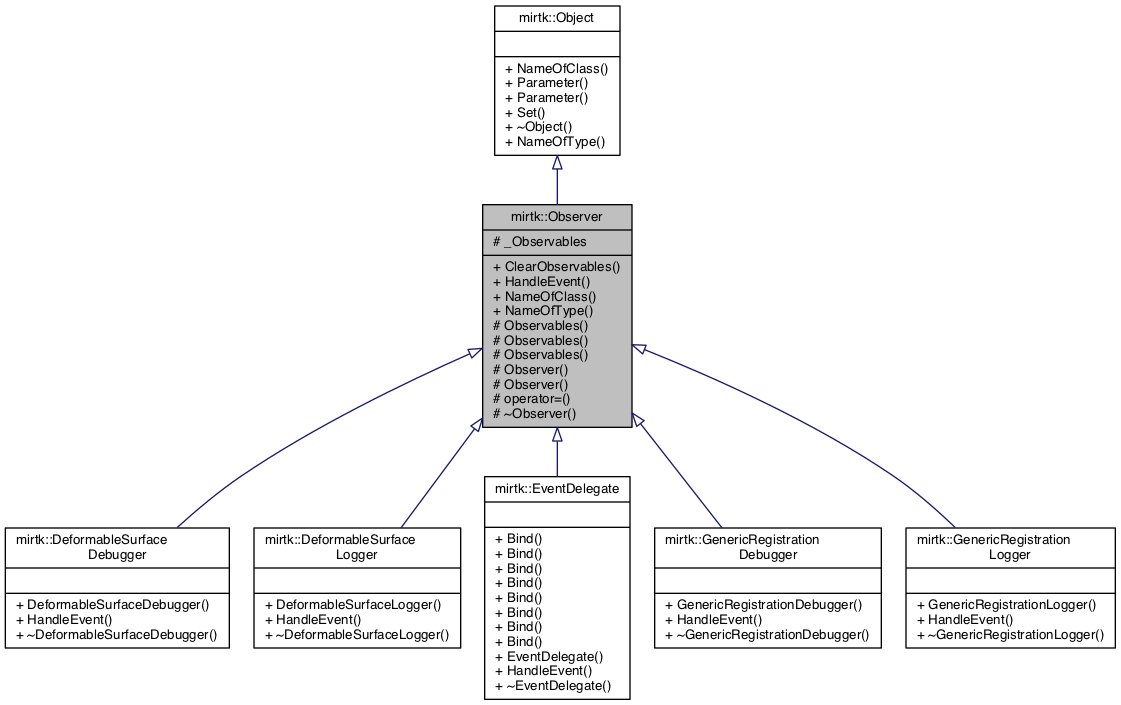 mirtk::Object
+ NameOfClass()
+ Parameter()
+ Parameter()
+ Set()
+ ~Object()
+ NameOfType()
mirtk::Observer
# _Observables
+ ClearObservables()
+ HandleEvent()
+ NameOfClass()
+ NameOfType()
# Observables()
# Observables()
# Observables()
# Observer()
# Observer()
# operator=()
# ~Observer()
mirtk::DeformableSurface
Debugger
+ DeformableSurfaceDebugger()
+ HandleEvent()
+ ~DeformableSurfaceDebugger()
mirtk::DeformableSurface
Logger
+ DeformableSurfaceLogger()
+ HandleEvent()
+ ~DeformableSurfaceLogger()
mirtk::EventDelegate
+ Bind()
+ Bind()
+ Bind()
+ Bind()
+ Bind()
+ Bind()
+ Bind()
+ Bind()
+ EventDelegate()
+ HandleEvent()
+ ~EventDelegate()
mirtk::GenericRegistration
Debugger
+ GenericRegistrationDebugger()
+ HandleEvent()
+ ~GenericRegistrationDebugger()
mirtk::GenericRegistration
Logger
+ GenericRegistrationLogger()
+ HandleEvent()
+ ~GenericRegistrationLogger()